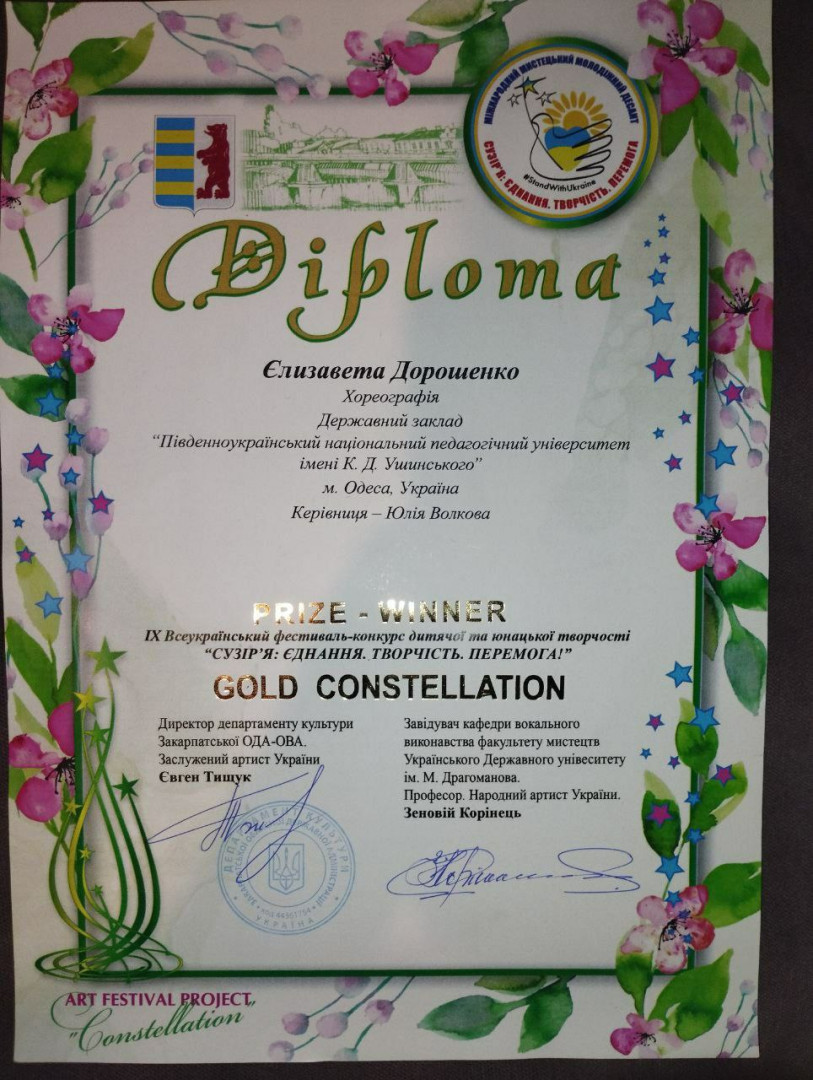 МІЖНАРОДНИЙ МИСТЕЦЬКИЙ МОЛОДІЖНИЙ ДЕСАНТ
#StandWithUkraine
СУЗІР'Я: ЄДНАННЯ. ТВОРЧІСТЬ. ПЕРЕМОГА
Diploma
Єлизавета Дорошенко
Хореографія
Державний заклад
“Південноукраїнський національний педагогічний університет
імені К. Д. Ушинського”
м. Одеса, Україна
Керівниця – Юлія Волкова
PRIZE - WINNER
IX Всеукраїнський фестиваль-конкурс дитячої та юнацької творчості
“СУЗІР’Я: ЄДНАННЯ. ТВОРЧІСТЬ. ПЕРЕМОГА!”
GOLD CONSTELLATION
Директор департаменту культури
Закарпатської ОДА-ОВА.
Заслужений артист України
Євген Тищук
Завідувач кафедри вокального
виконавства факультету мистецтв
Українського Державного унівеситету
ім. М. Драгоманова.
Професор. Народний артист України.
Зеновій Корінець
ДЕПАРТАМЕНТ КУЛЬТУРИ
УКРАЇНА
ART FESTIVAL PROJECT
"Constellation"